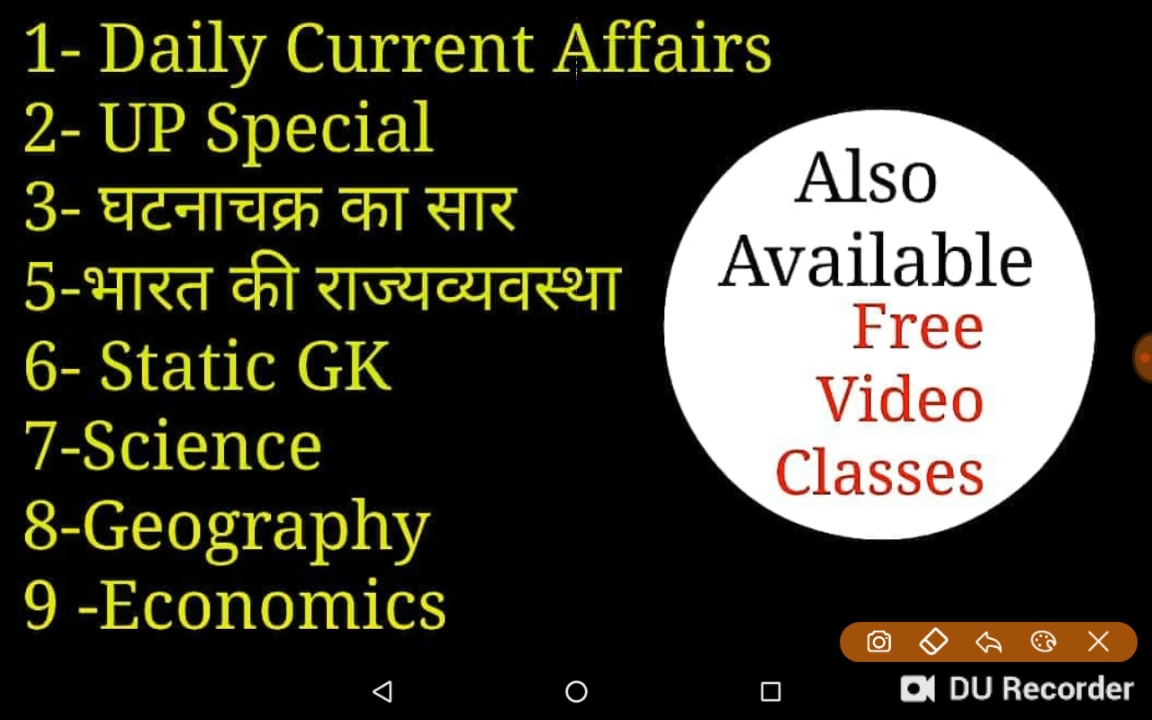 1- Daily Current Affairs
2- UP Special
3- घटनाचक्र का सार
5-भारत की राज्यव्यवस्था
6- Static GK
7-Science
8-Geography
9 -Economics
Also
Available
Free
Video
Classes
DU Recorder